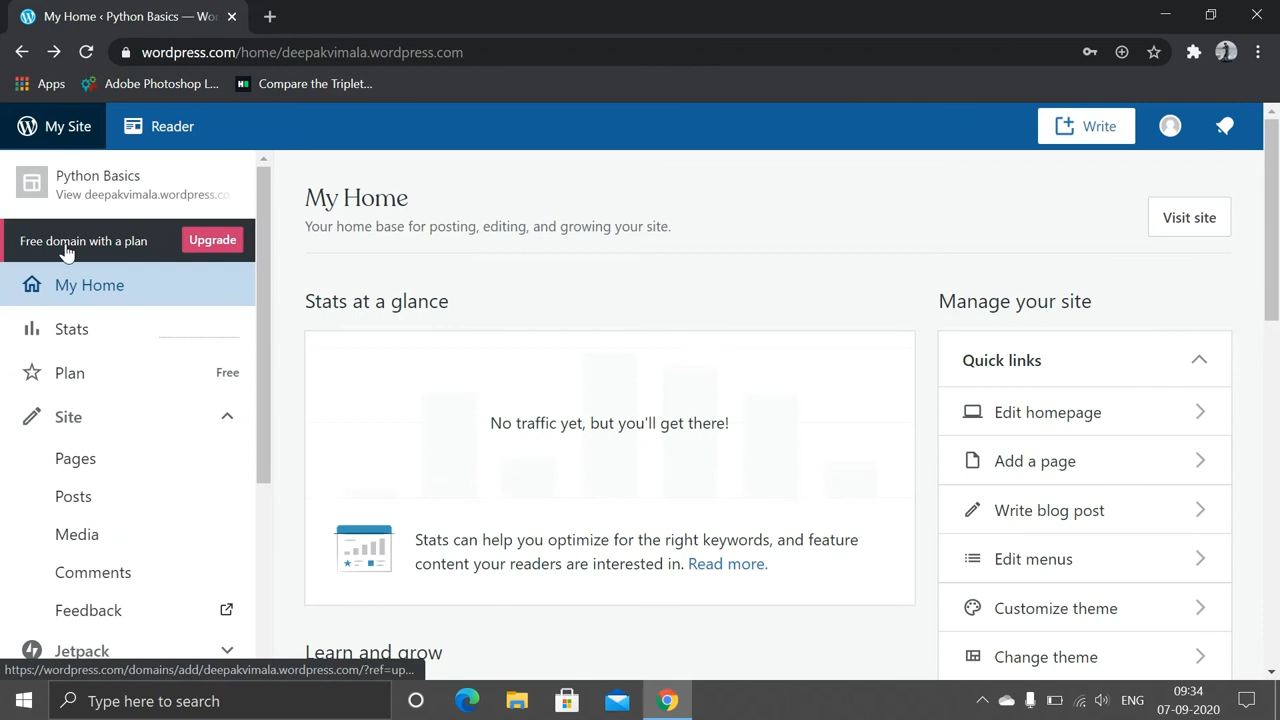 My Home ‹ Python Basics — Wor
wordpress.com/home/deepakvimala.wordpress.com
Apps
Adobe Photoshop L...
Compare the Triplet...
My Site
Reader
Write
Python Basics
View deepakvimala.wordpress.co
Free domain with a plan
Upgrade
My Home
Stats
Plan
Free
Site
Pages
Posts
Media
Comments
Feedback
Jetpack
https://wordpress.com/domains/add/deepakvimala.wordpress.com/?ref=up...
My Home
Your home base for posting, editing, and growing your site.
Visit site
Stats at a glance
No traffic yet, but you'll get there!
Stats can help you optimize for the right keywords, and feature
content your readers are interested in. Read more.
Learn and grow
Manage your site
Quick links
Edit homepage
Add a page
Write blog post
Edit menus
Customize theme
Change theme
Type here to search
ENG
09:34
07-09-2020